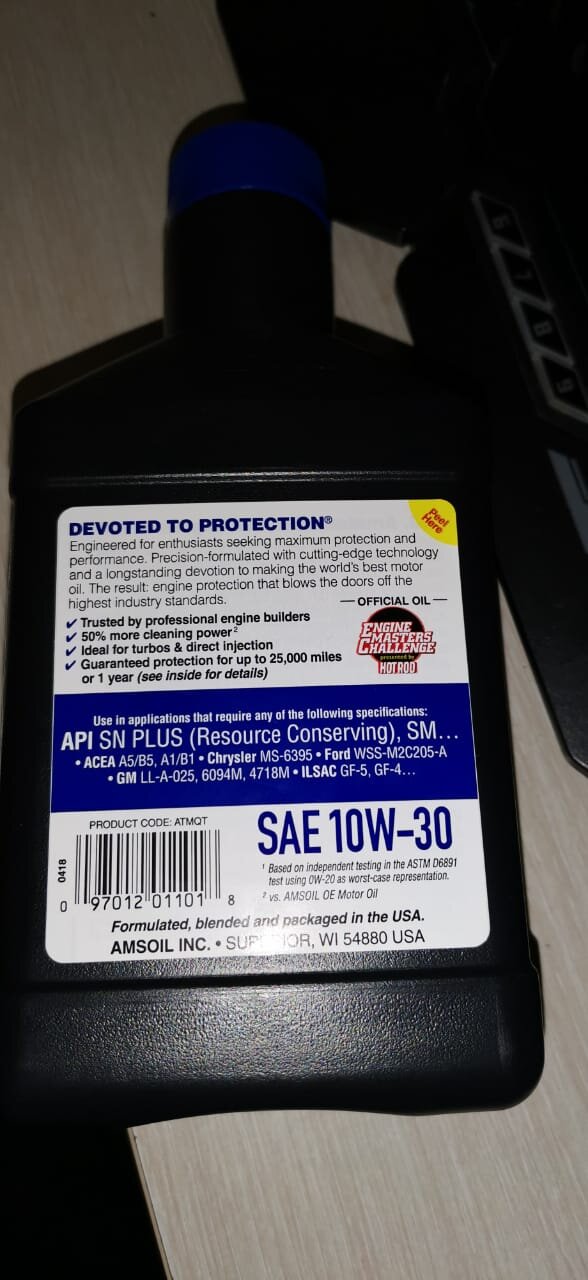 DEVOTED TO PROTECTION®
Peel
Here
Engineered for enthusiasts seeking maximum protection and
performance. Precision-formulated with cutting-edge technology
and a longstanding devotion to making the world's best motor
oil. The result: engine protection that blows the doors off the
highest industry standards.
✔ Trusted by professional engine builders
✔ 50% more cleaning power²
✔ Ideal for turbos & direct injection
✔ Guaranteed protection for up to 25,000 miles
or 1 year (see inside for details)
— OFFICIAL OIL —
ENGINE
MASTERS
CHALLENGE
presented by
HOT ROD
Use in applications that require any of the following specifications:
API SN PLUS (Resource Conserving), SM…
• ACEA A5/B5, A1/B1 • Chrysler MS-6395 • Ford WSS-M2C205-A
• GM LL-A-025, 6094M, 4718M • ILSAC GF-5, GF-4…
PRODUCT CODE: ATMQT
0418
0 97012 01101 8
SAE 10W-30
¹ Based on independent testing in the ASTM D6891
test using 0W-20 as worst-case representation.
² vs. AMSOIL OE Motor Oil
Formulated, blended and packaged in the USA.
AMSOIL INC. • SUPERIOR, WI 54880 USA